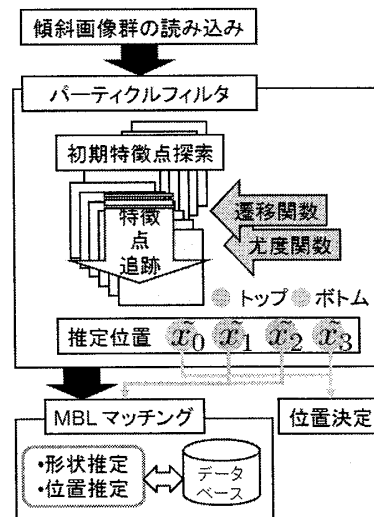 傾斜画像群の読み込み
パーティクルフィルタ
初期特徴点探索
特徴
点
追跡
遷移関数
尤度関数
トップ ボトム
推定位置 x̃0 x̃1 x̃2 x̃3
MBL マッチング
位置決定
・形状推定
・位置推定
データ
ベース